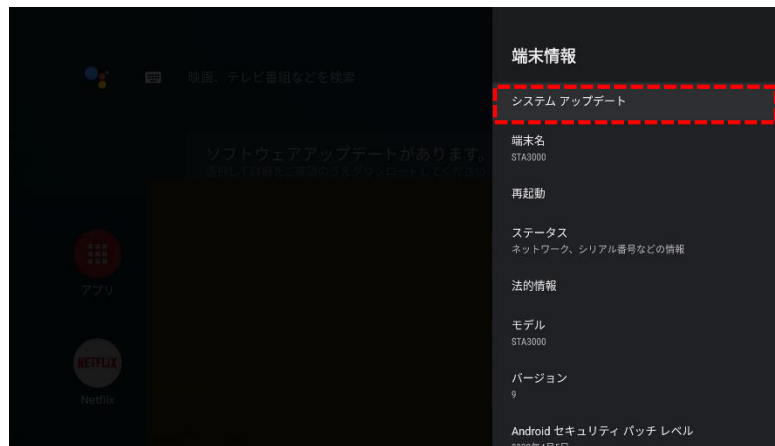 端末情報
映画、テレビ番組などを検索
システム アップデート
ソフトウェアアップデートがあります。
端末名
STA3000
再起動
ステータス
ネットワーク、シリアル番号などの情報
アプリ
法的情報
モデル
STA3000
NETFLIX
Netflix
バージョン
9
Android セキュリティ パッチ レベル